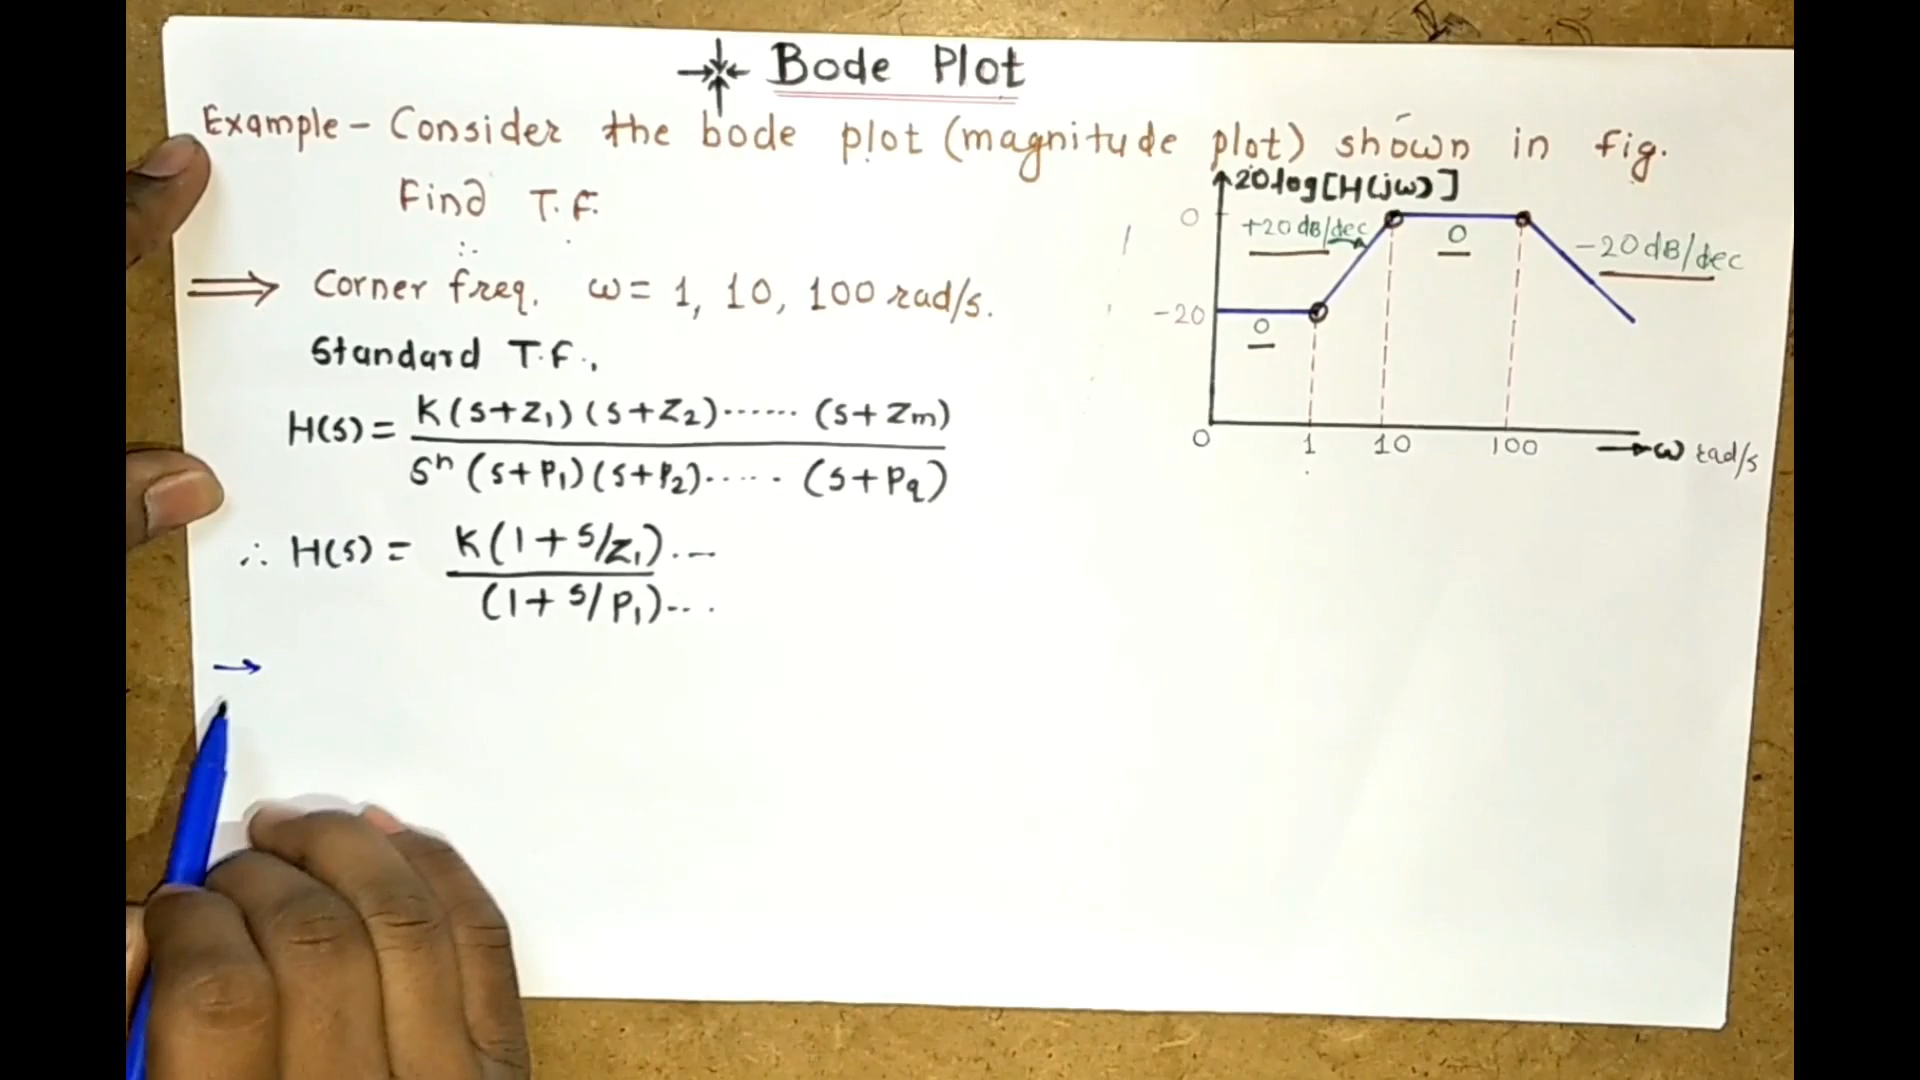 Bode Plot
Example - Consider the bode plot (magnitude plot) shown in fig.
Find T.F.
⇒ Corner freq. ω = 1, 10, 100 rad/s.
Standard T.F.,
H(s) = K(s+z₁)(s+z₂)...... (s+zm)
sⁿ(s+p₁)(s+p₂)..... (s+pq)
∴ H(s) = K(1+s/z₁)...
(1+s/p₁)...
→
20log[H(jω)]
0
+20 dB/dec
0
-20 dB/dec
-20
0
0 1 10 100 → ω rad/s